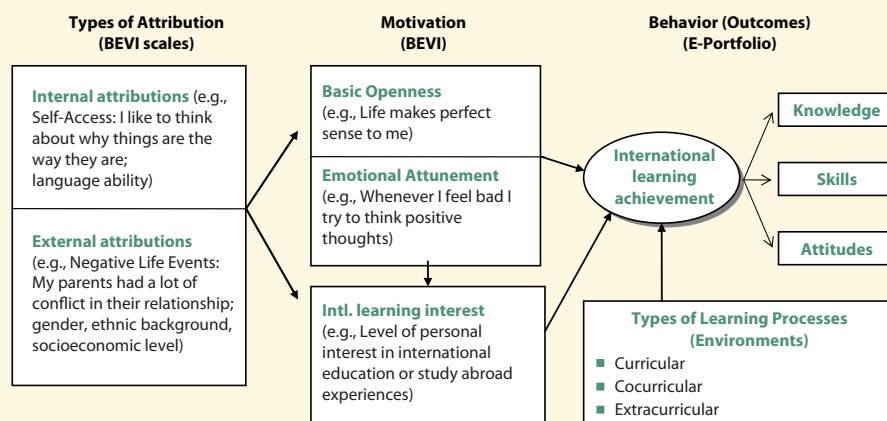 Types of Attribution
(BEVI scales)
Motivation
(BEVI)
Behavior (Outcomes)
(E-Portfolio)
Internal attributions (e.g.,
Self-Access: I like to think
about why things are the
way they are;
language ability)
External attributions
(e.g., Negative Life Events:
My parents had a lot of
conflict in their relationship;
gender, ethnic background,
socioeconomic level)
Basic Openness
(e.g., Life makes perfect
sense to me)
Emotional Attunement
(e.g., Whenever I feel bad I
try to think positive
thoughts)
Intl. learning interest
(e.g., Level of personal
interest in international
education or study abroad
experiences)
International
learning
achievement
Knowledge
Skills
Attitudes
Types of Learning Processes
(Environments)
■ Curricular
■ Cocurricular
■ Extracurricular